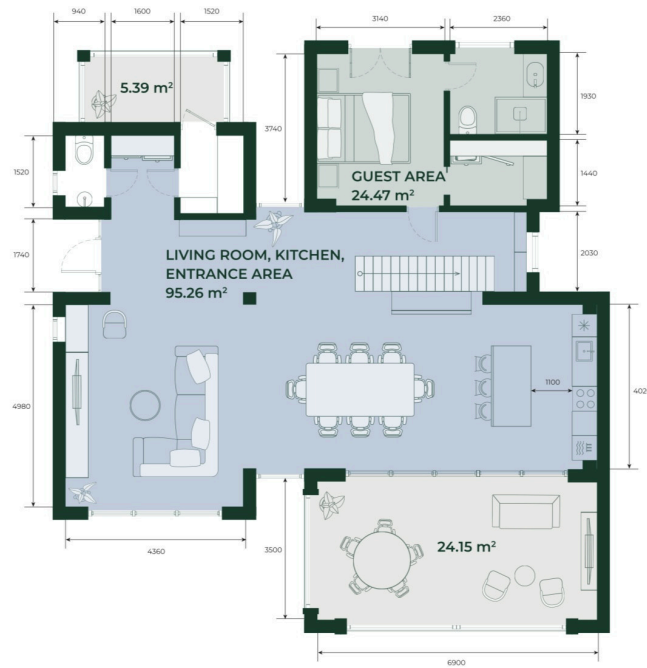 940
1600
1520
3140
2360
5.39 m²
3740
1930
1520
1440
GUEST AREA
24.47 m²
1740
LIVING ROOM, KITCHEN,
ENTRANCE AREA
95.26 m²
2030
4980
1100
402
24.15 m²
4360
3500
6900